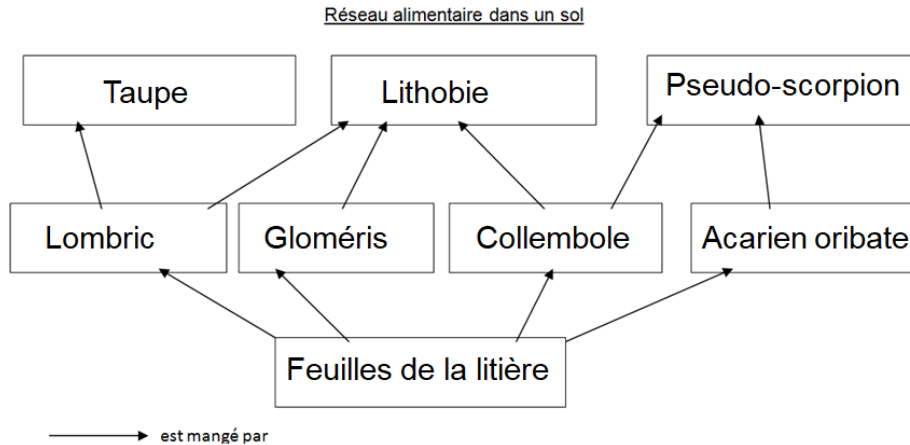 Réseau alimentaire dans un sol
Taupe
Lithobie
Pseudo-scorpion
Lombric
Gloméris
Collembole
Acarien oribate
Feuilles de la litière
est mangé par